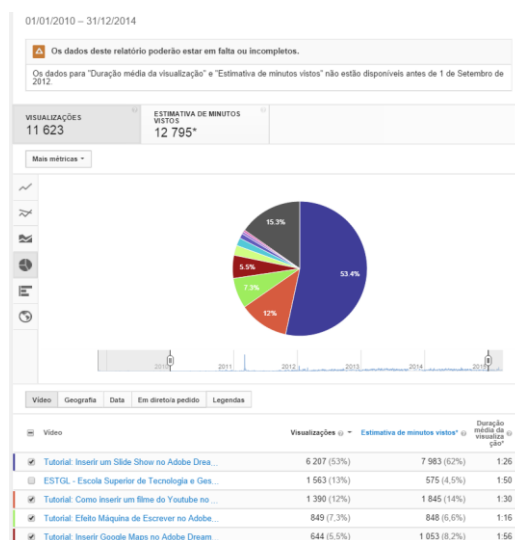 01/01/2010 – 31/12/2014
Os dados deste relatório poderão estar em falta ou incompletos.
Os dados para "Duração média da visualização" e "Estimativa de minutos vistos" não estão disponíveis antes de 1 de Setembro de
2012.
VISUALIZAÇÕES
11 623
ESTIMATIVA DE MINUTOS
VISTOS
12 795*
Mais métricas
15.3%
53.4%
5.5%
7.3%
12%
2010 2011 2012 2013 2014 2015
Vídeo Geografia Data Em direto/a pedido Legendas
Vídeo Visualizações Estimativa de minutos vistos* Duração
média da
visualiza
ção*
Tutorial: Inserir um Slide Show no Adobe Drea... 6 207 (53%) 7 983 (62%) 1:26
ESTGL - Escola Superior de Tecnologia e Ges... 1 563 (13%) 575 (4,5%) 1:50
Tutorial: Como inserir um filme do Youtube no ... 1 390 (12%) 1 845 (14%) 1:30
Tutorial: Efeito Máquina de Escrever no Adobe... 849 (7,3%) 848 (6,6%) 1:16
Tutorial: Inserir Google Maps no Adobe Dream... 644 (5,5%) 1 053 (8,2%) 1:56